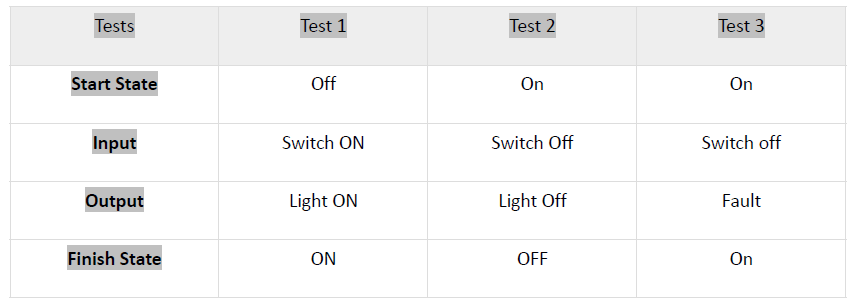 Tests Test 1 Test 2 Test 3
Start State Off On On
Input Switch ON Switch Off Switch off
Output Light ON Light Off Fault
Finish State ON OFF On